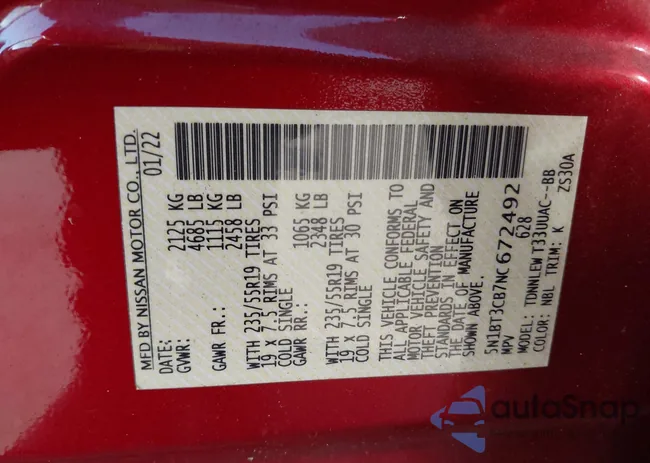 MFD BY NISSAN MOTOR CO., LTD.
DATE: 01/22
GVWR: 2125 KG
4685 LB
GAWR FR.: 1115 KG
2458 LB
WITH 235/55R19 TIRES
19 X 7.5 RIMS AT 33 PSI
COLD SINGLE
GAWR RR.: 1065 KG
2348 LB
WITH 235/55R19 TIRES
19 X 7.5 RIMS AT 30 PSI
COLD SINGLE
THIS VEHICLE CONFORMS TO
ALL APPLICABLE FEDERAL
MOTOR VEHICLE SAFETY AND
THEFT PREVENTION
STANDARDS IN EFFECT ON
THE DATE OF MANUFACTURE
SHOWN ABOVE.
5N1BT3CB7NC672492
MPV 628
MODEL: TDNNLEW T33UUAC--BB
COLOR: NBL TRIM: K ZS30A
autoSnap